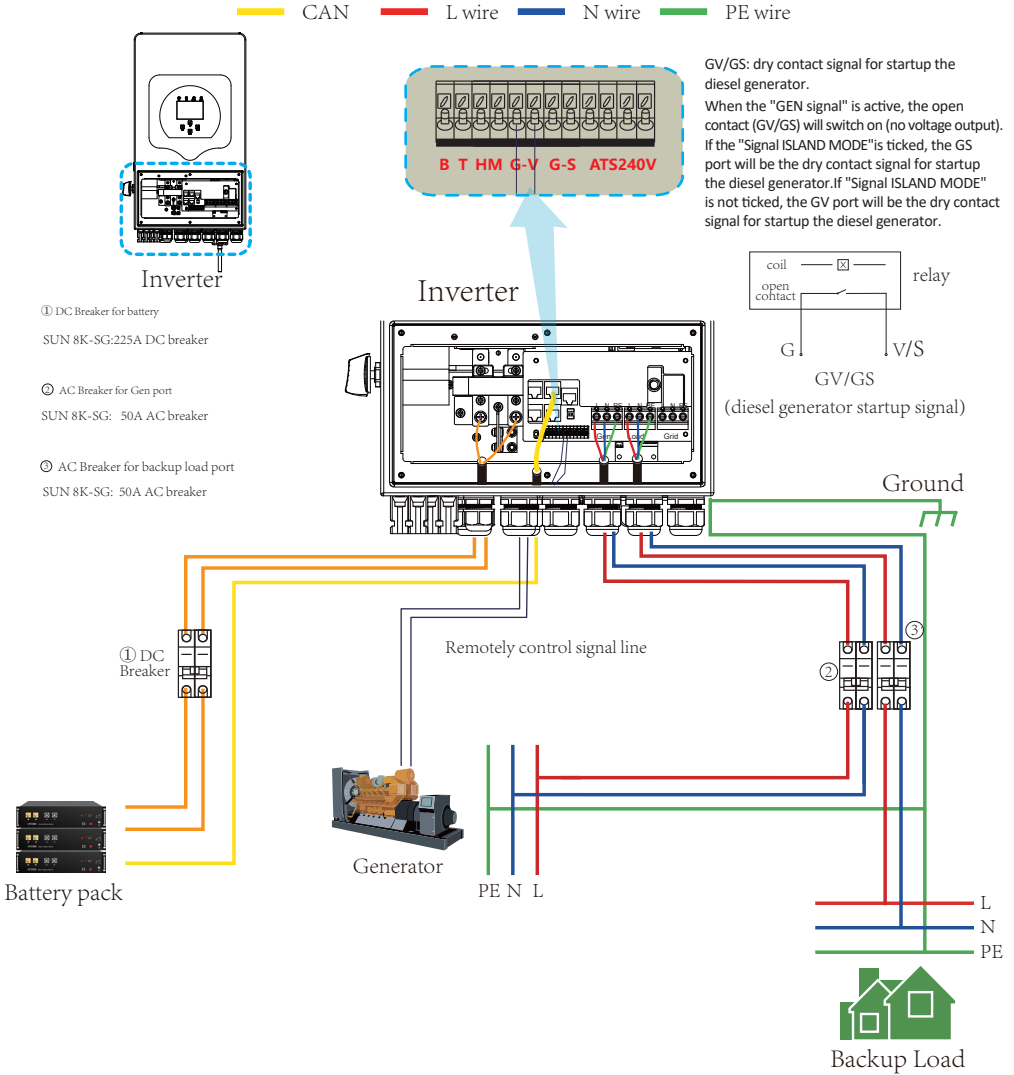 CAN L wire N wire PE wire
GV/GS: dry contact signal for startup the
diesel generator.
When the "GEN signal" is active, the open
contact (GV/GS) will switch on (no voltage output).
If the "Signal ISLAND MODE"is ticked, the GS
port will be the dry contact signal for startup
the diesel generator.If "Signal ISLAND MODE"
is not ticked, the GV port will be the dry contact
signal for startup the diesel generator.
B T HM G-V G-S ATS240V
Inverter
coil
relay
open
contact
G V/S
GV/GS
(diesel generator startup signal)
① DC Breaker for battery
SUN 8K-SG:225A DC breaker
② AC Breaker for Gen port
SUN 8K-SG: 50A AC breaker
③ AC Breaker for backup load port
SUN 8K-SG: 50A AC breaker
Inverter
L N PE L N PE
Gen Load Grid
Ground
① DC
Breaker
Remotely control signal line
②
③
Battery pack
Generator
PE N L
L
N
PE
Backup Load